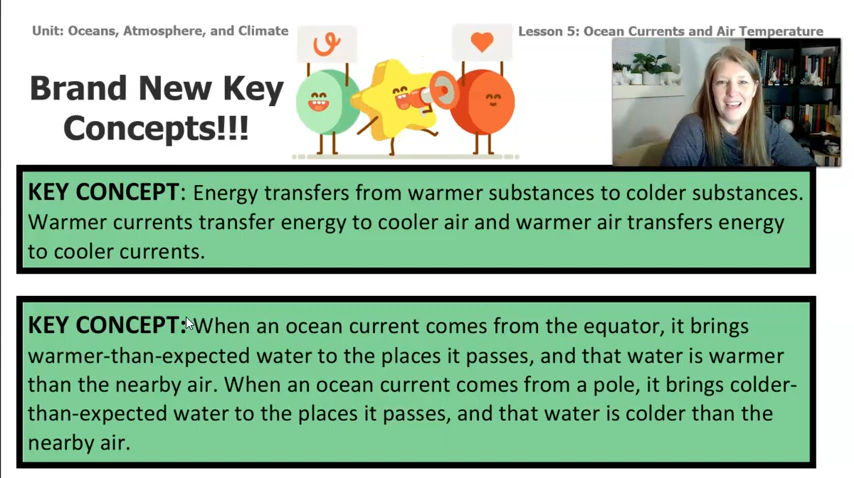 Unit: Oceans, Atmosphere, and Climate
Lesson 5: Ocean Currents and Air Temperature
Brand New Key
Concepts!!!
KEY CONCEPT: Energy transfers from warmer substances to colder substances.
Warmer currents transfer energy to cooler air and warmer air transfers energy
to cooler currents.
KEY CONCEPT: When an ocean current comes from the equator, it brings
warmer-than-expected water to the places it passes, and that water is warmer
than the nearby air. When an ocean current comes from a pole, it brings colder-
than-expected water to the places it passes, and that water is colder than the
nearby air.